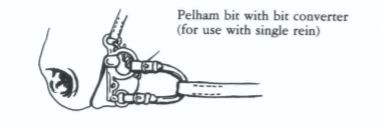 Pelham bit with bit converter
(for use with single rein)